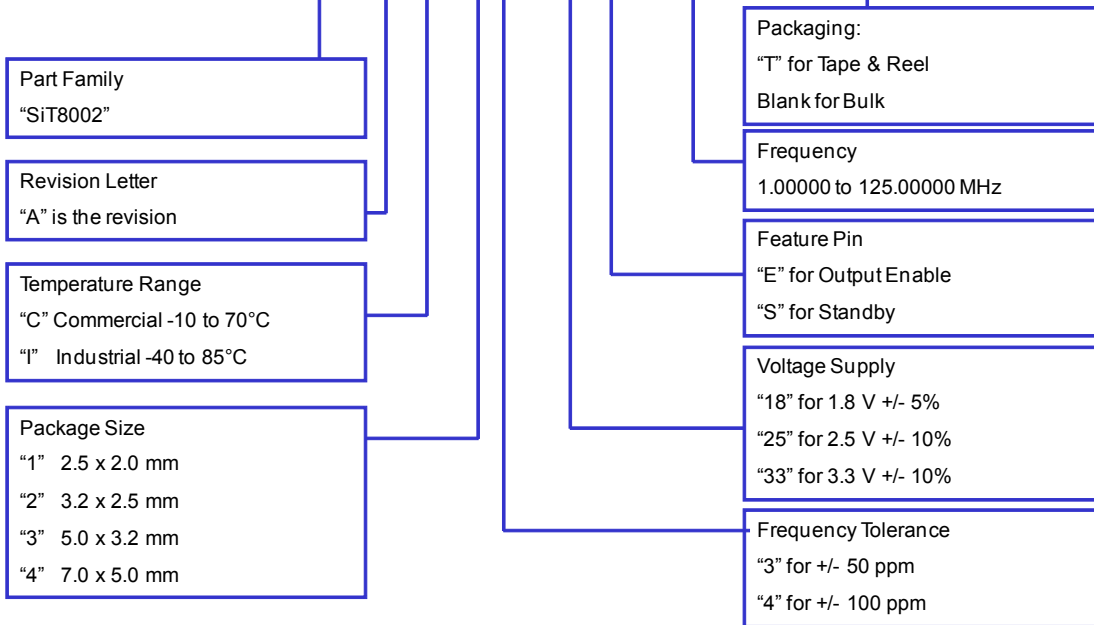 Part Family
“SiT8002”
Revision Letter
“A” is the revision
Temperature Range
“C” Commercial -10 to 70°C
“I” Industrial -40 to 85°C
Package Size
“1” 2.5 x 2.0 mm
“2” 3.2 x 2.5 mm
“3” 5.0 x 3.2 mm
“4” 7.0 x 5.0 mm
Packaging:
“T” for Tape & Reel
Blank for Bulk
Frequency
1.00000 to 125.00000 MHz
Feature Pin
“E” for Output Enable
“S” for Standby
Voltage Supply
“18” for 1.8 V +/- 5%
“25” for 2.5 V +/- 10%
“33” for 3.3 V +/- 10%
Frequency Tolerance
“3” for +/- 50 ppm
“4” for +/- 100 ppm